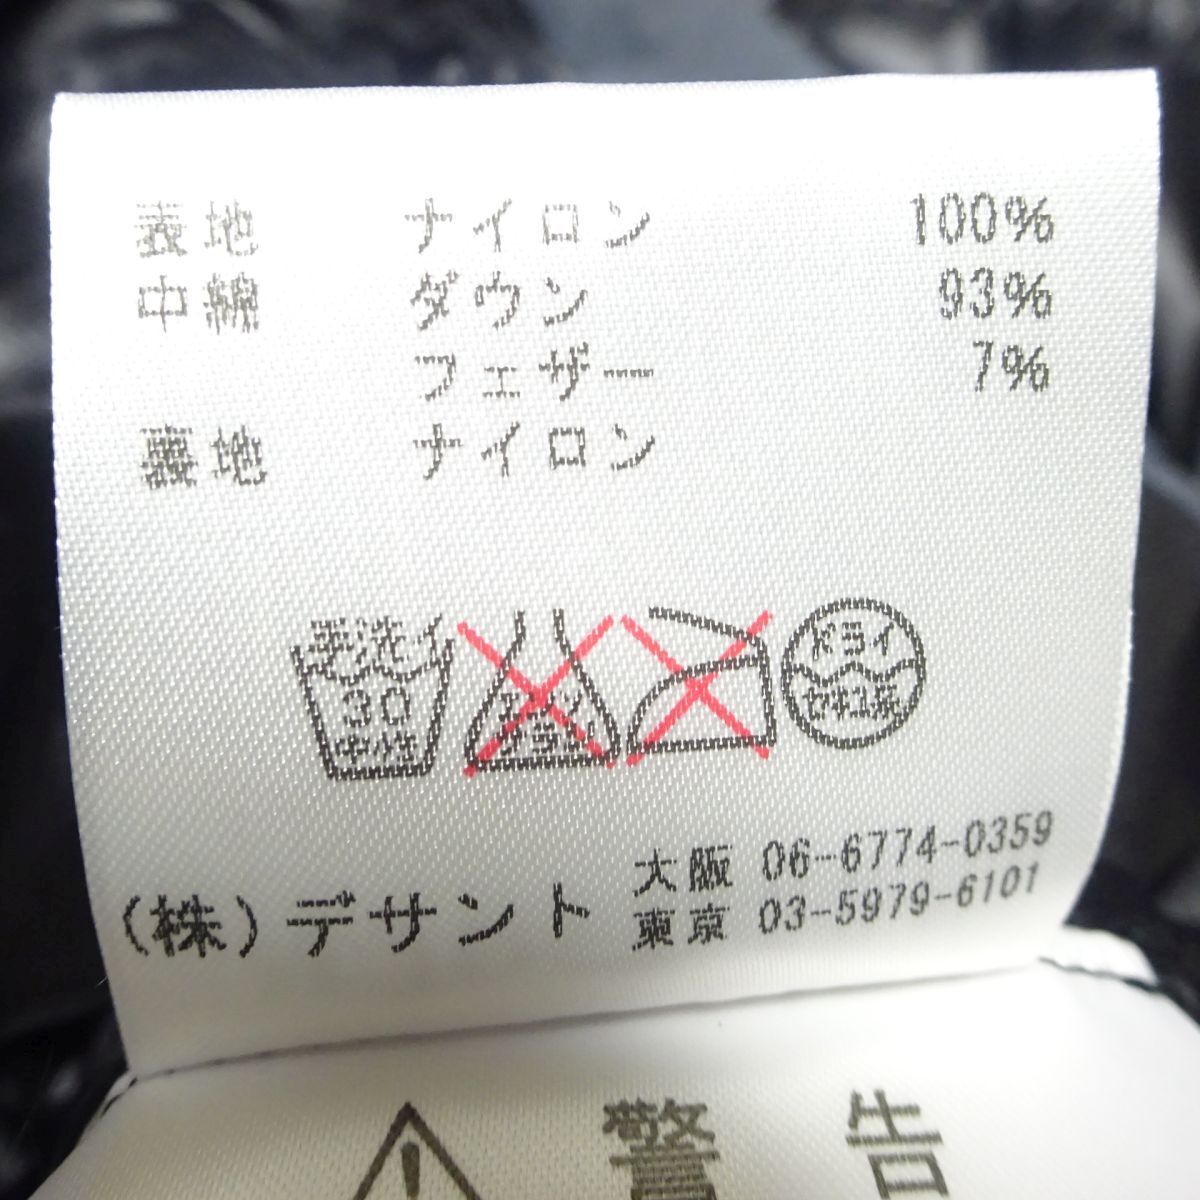 表地 ナイロン 100%
中綿 ダウン 93%
フェザー 7%
裏地 ナイロン
手洗イ
30
中性
エンソ
サラシ
ドライ
セキユ系
(株)デサント
大阪 06-6774-0359
東京 03-5979-6101
警告